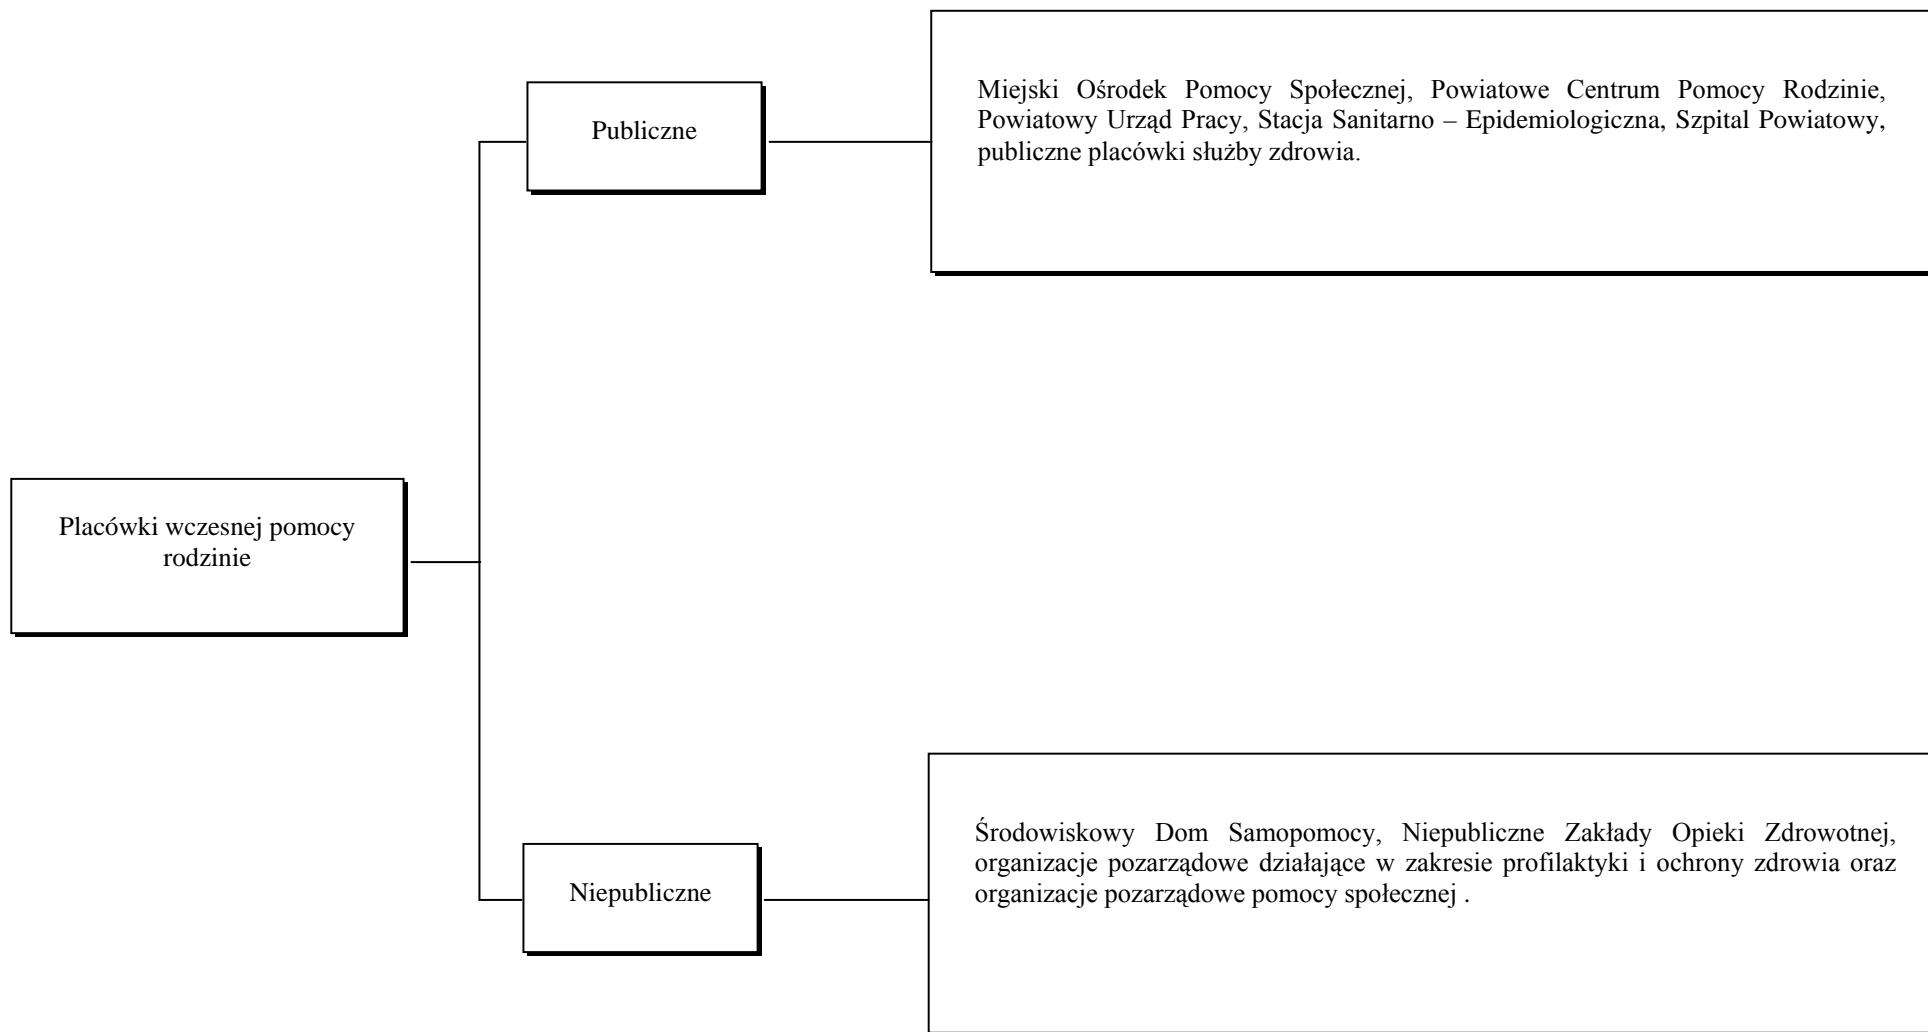 Publiczne
Miejski Ośrodek Pomocy Społecznej, Powiatowe Centrum Pomocy Rodzinie,
Powiatowy Urząd Pracy, Stacja Sanitarno – Epidemiologiczna, Szpital Powiatowy,
publiczne placówki służby zdrowia.
Placówki wczesnej pomocy
rodzinie
Niepubliczne
Środowiskowy Dom Samopomocy, Niepubliczne Zakłady Opieki Zdrowotnej,
organizacje pozarządowe działające w zakresie profilaktyki i ochrony zdrowia oraz
organizacje pozarządowe pomocy społecznej .